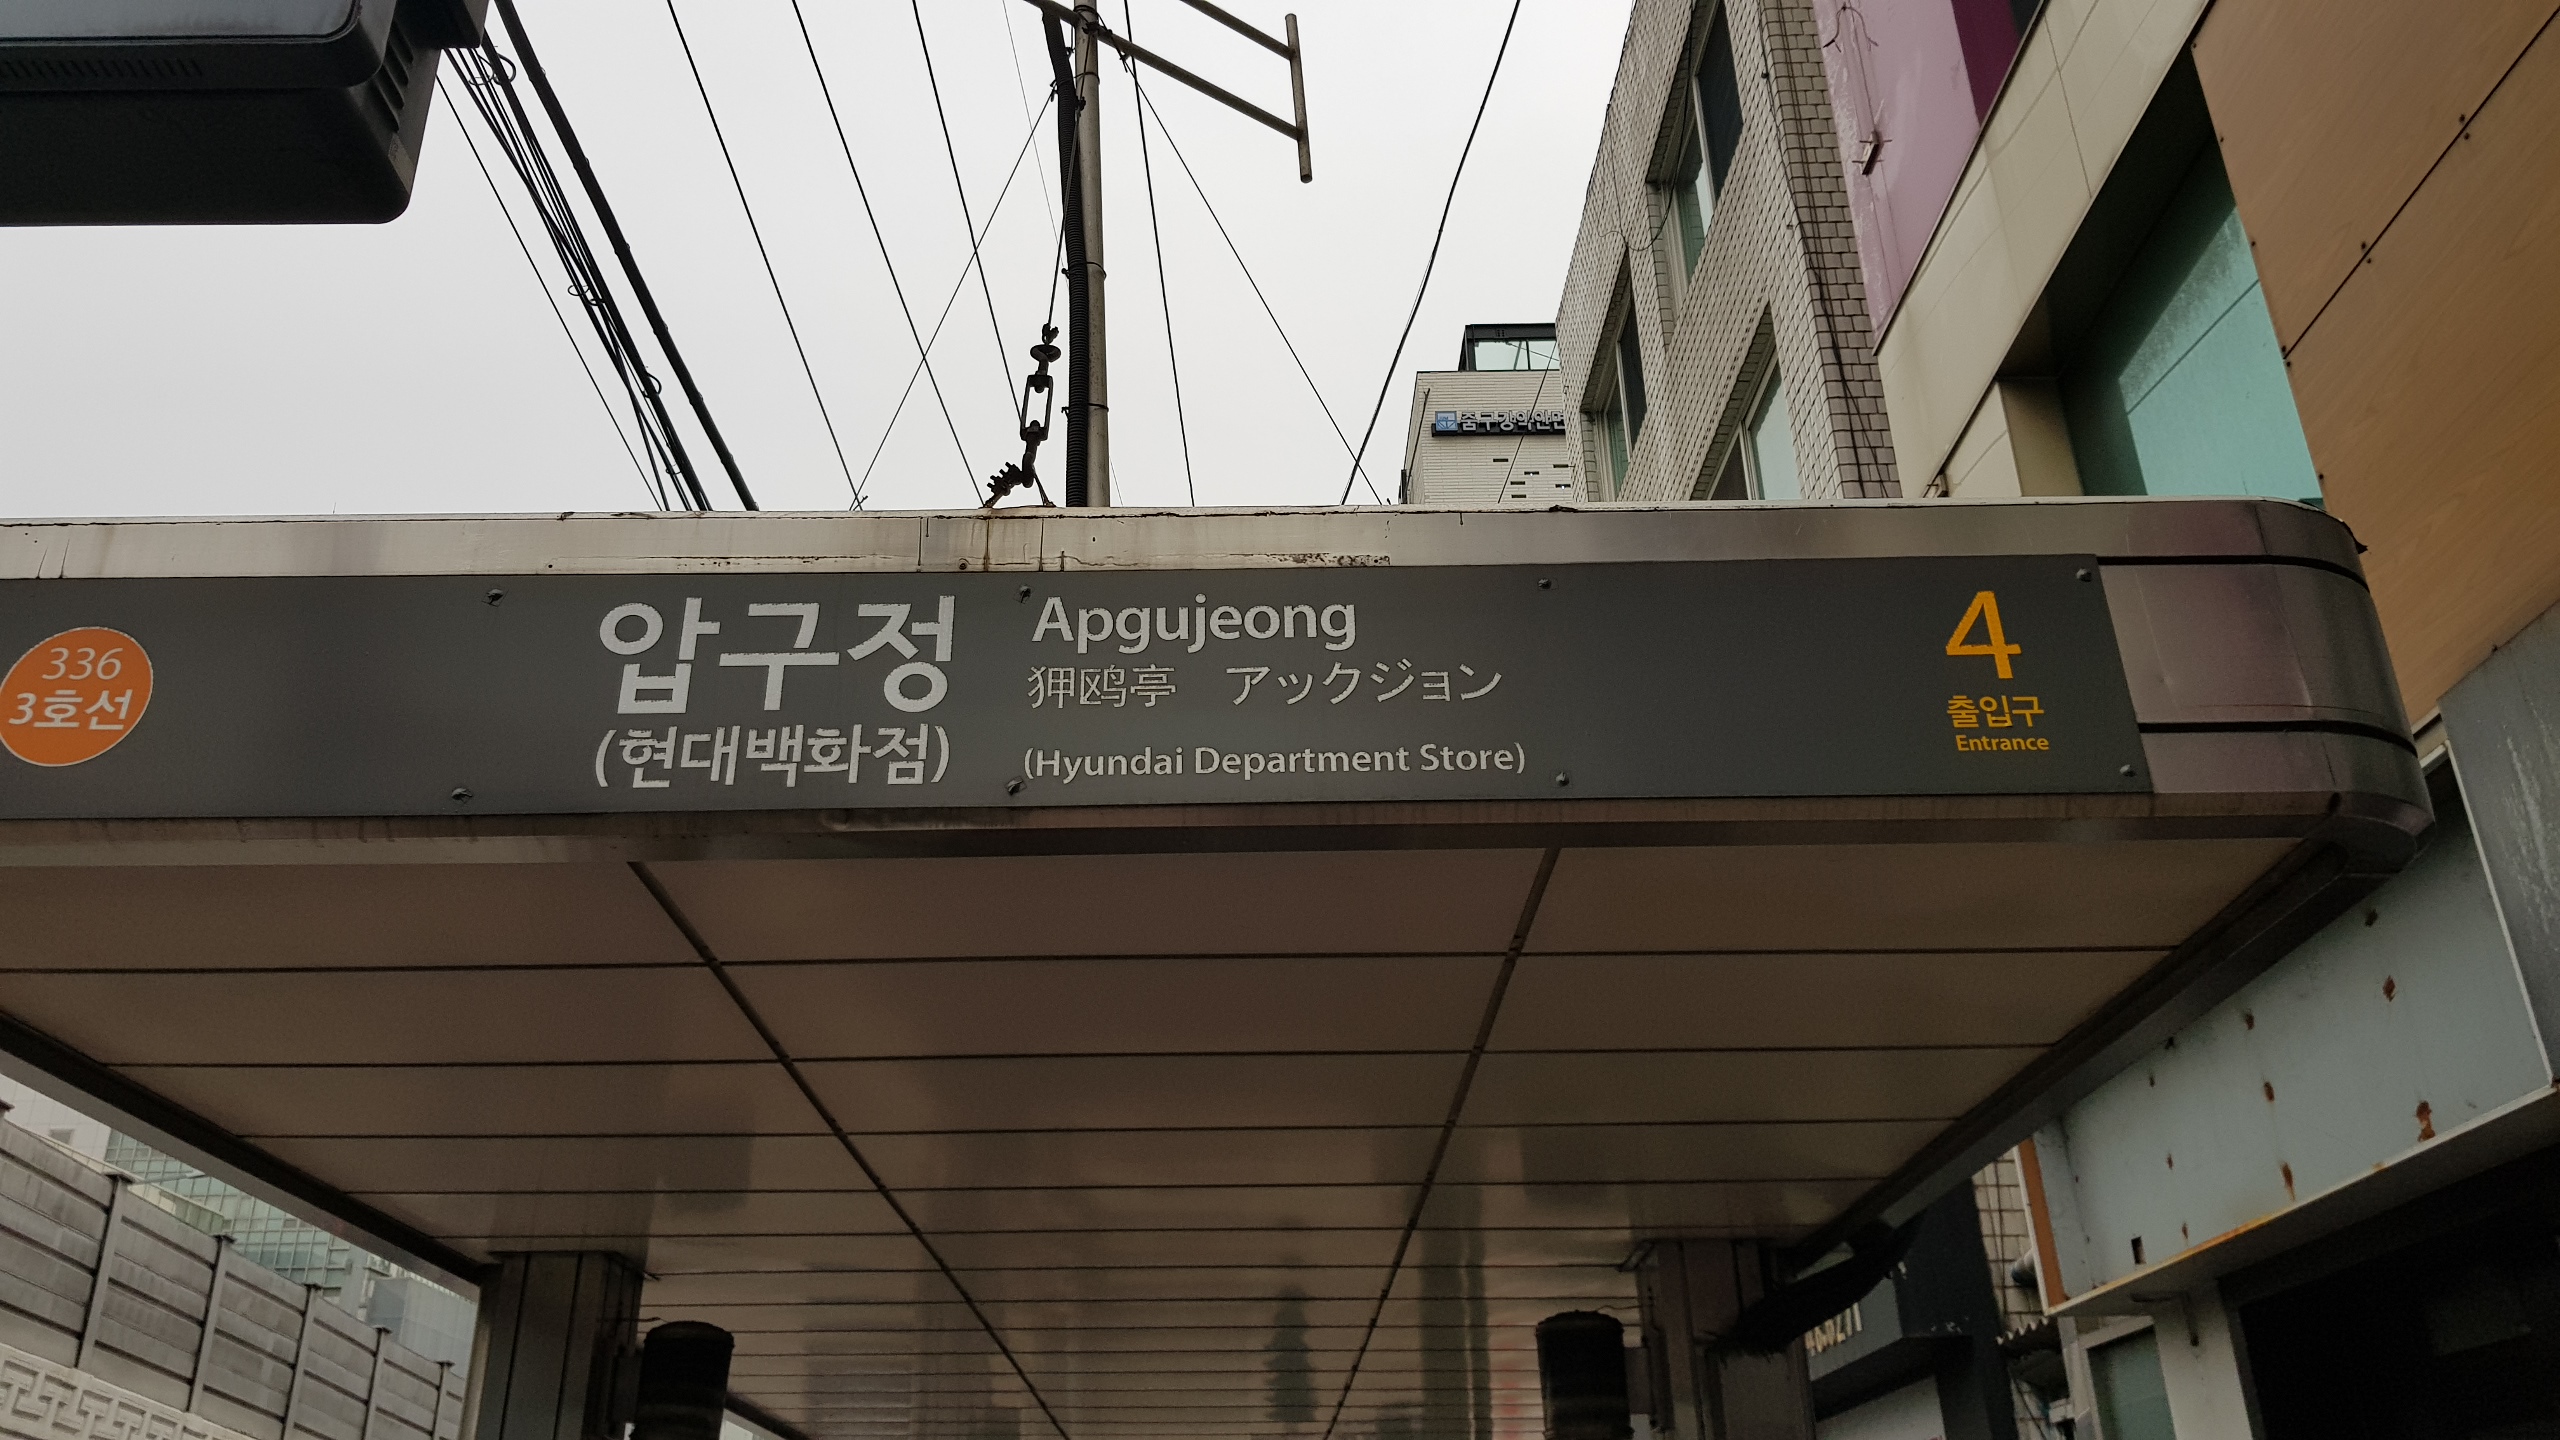 336
3호선
압구정
(현대백화점)
Apgujeong
狎鸥亭 アックジョン
(Hyundai Department Store)
4
출입구
Entrance